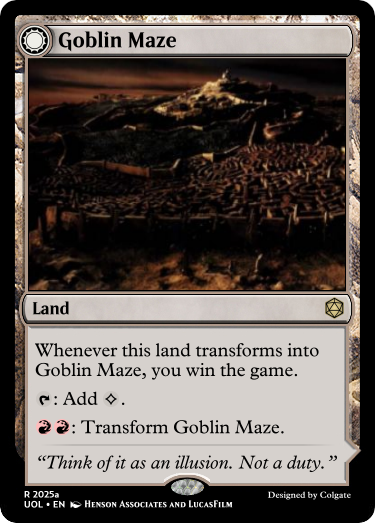 Goblin Maze
Land
Whenever this land transforms into
Goblin Maze, you win the game.
: Add .
: Transform Goblin Maze.
“Think of it as an illusion. Not a duty.”
R 2025a
UOL • EN Henson Associates and LucasFilm
Designed by Colgate